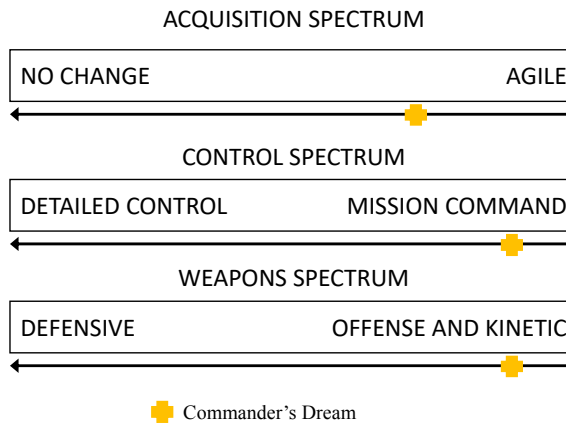 ACQUISITION SPECTRUM
NO CHANGE AGILE
CONTROL SPECTRUM
DETAILED CONTROL MISSION COMMAND
WEAPONS SPECTRUM
DEFENSIVE OFFENSE AND KINETIC
Commander’s Dream